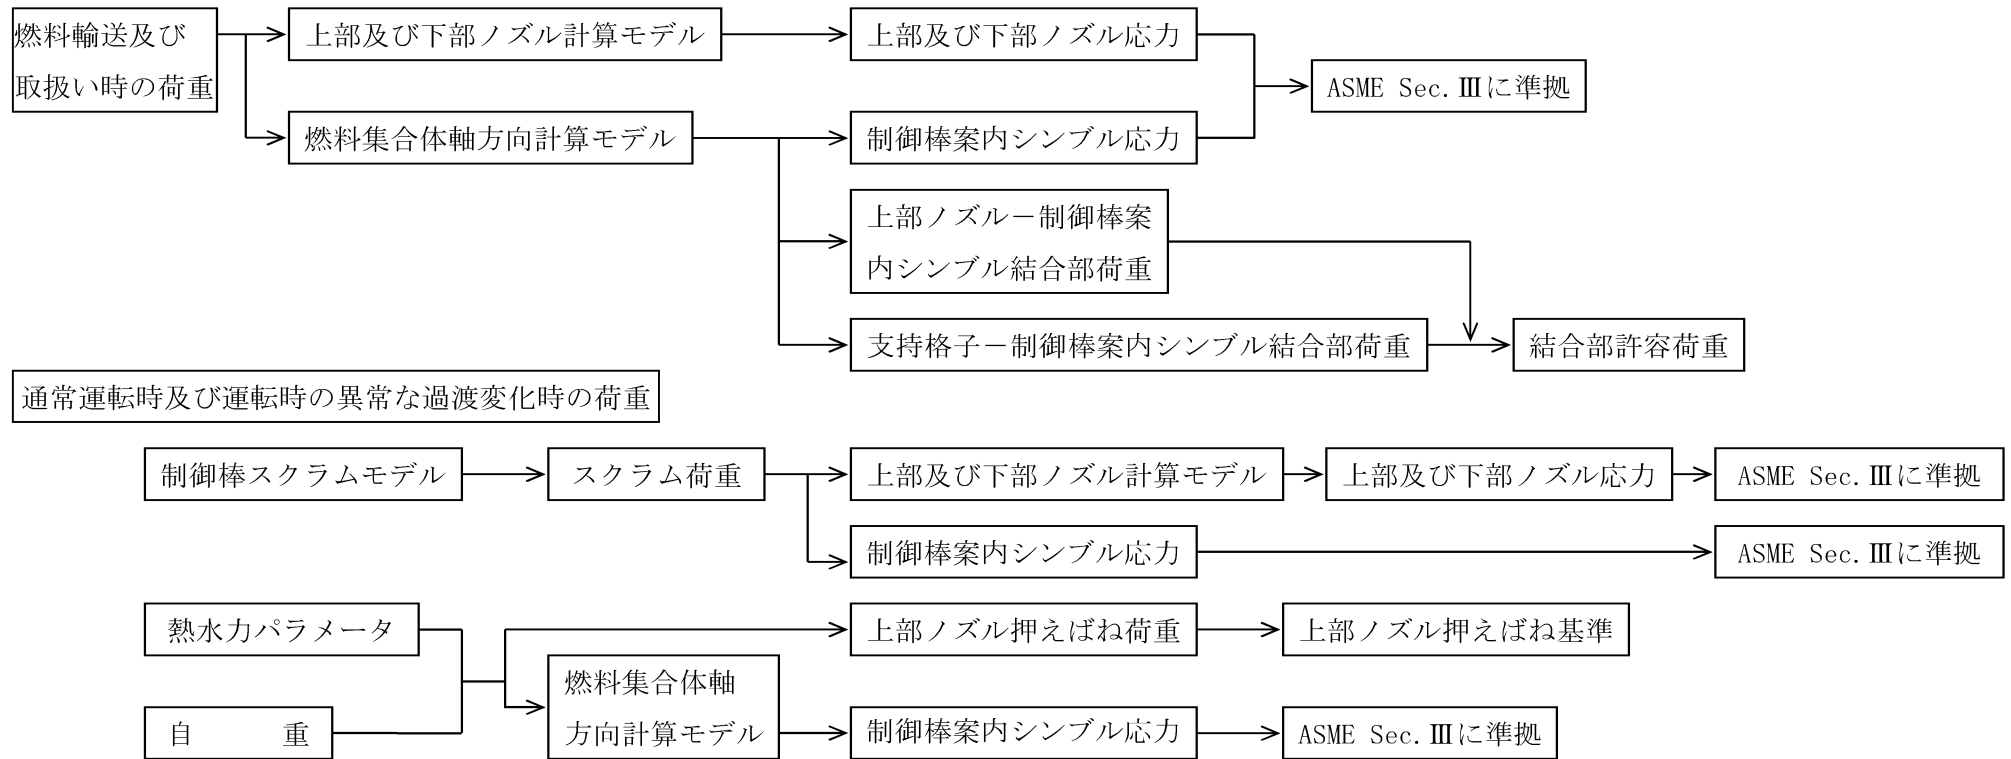 燃料輸送及び
取扱い時の荷重
上部及び下部ノズル計算モデル
上部及び下部ノズル応力
ASME Sec.Ⅲに準拠
燃料集合体軸方向計算モデル
制御棒案内シンブル応力
上部ノズル－制御棒案
内シンブル結合部荷重
支持格子－制御棒案内シンブル結合部荷重
結合部許容荷重
通常運転時及び運転時の異常な過渡変化時の荷重
制御棒スクラムモデル
スクラム荷重
上部及び下部ノズル計算モデル
上部及び下部ノズル応力
ASME Sec.Ⅲに準拠
制御棒案内シンブル応力
ASME Sec.Ⅲに準拠
熱水力パラメータ
上部ノズル押えばね荷重
上部ノズル押えばね基準
燃料集合体軸
方向計算モデル
自　　　重
制御棒案内シンブル応力
ASME Sec.Ⅲに準拠